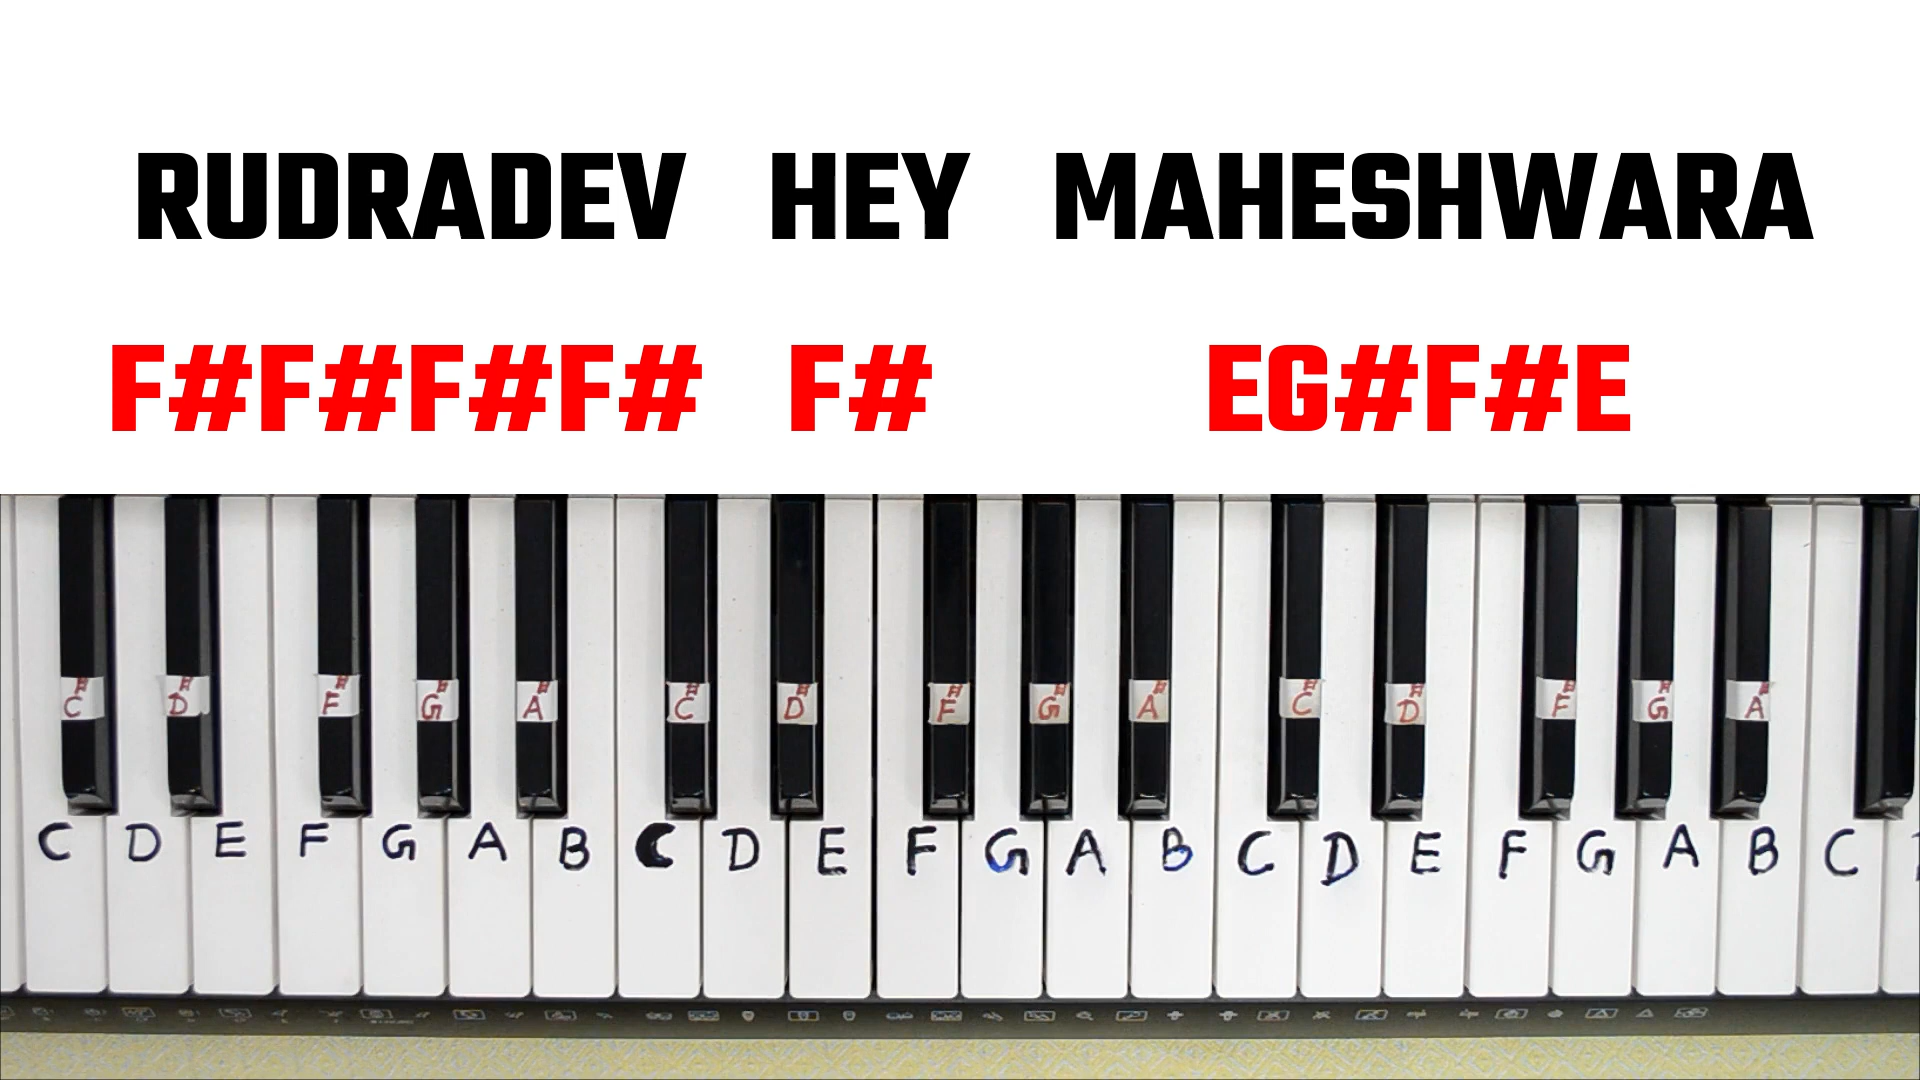 RUDRADEV HEY MAHESHWARA
F#F#F#F# F# EG#F#E
C# D# F# G# A# C# D# F# G# A# C# D# F# G# A#
C D E F G A B C D E F G A B C D E F G A B C